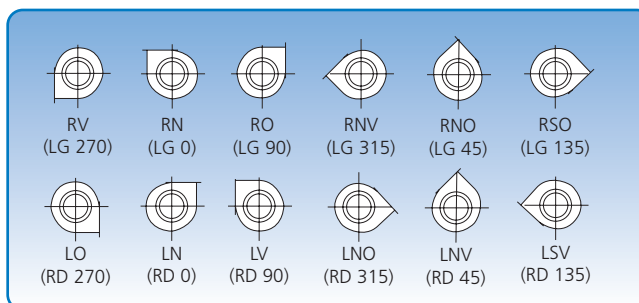 RV RN RO RNV RNO RSO
(LG 270) (LG 0) (LG 90) (LG 315) (LG 45) (LG 135)
LO LN LV LNO LNV LSV
(RD 270) (RD 0) (RD 90) (RD 315) (RD 45) (RD 135)